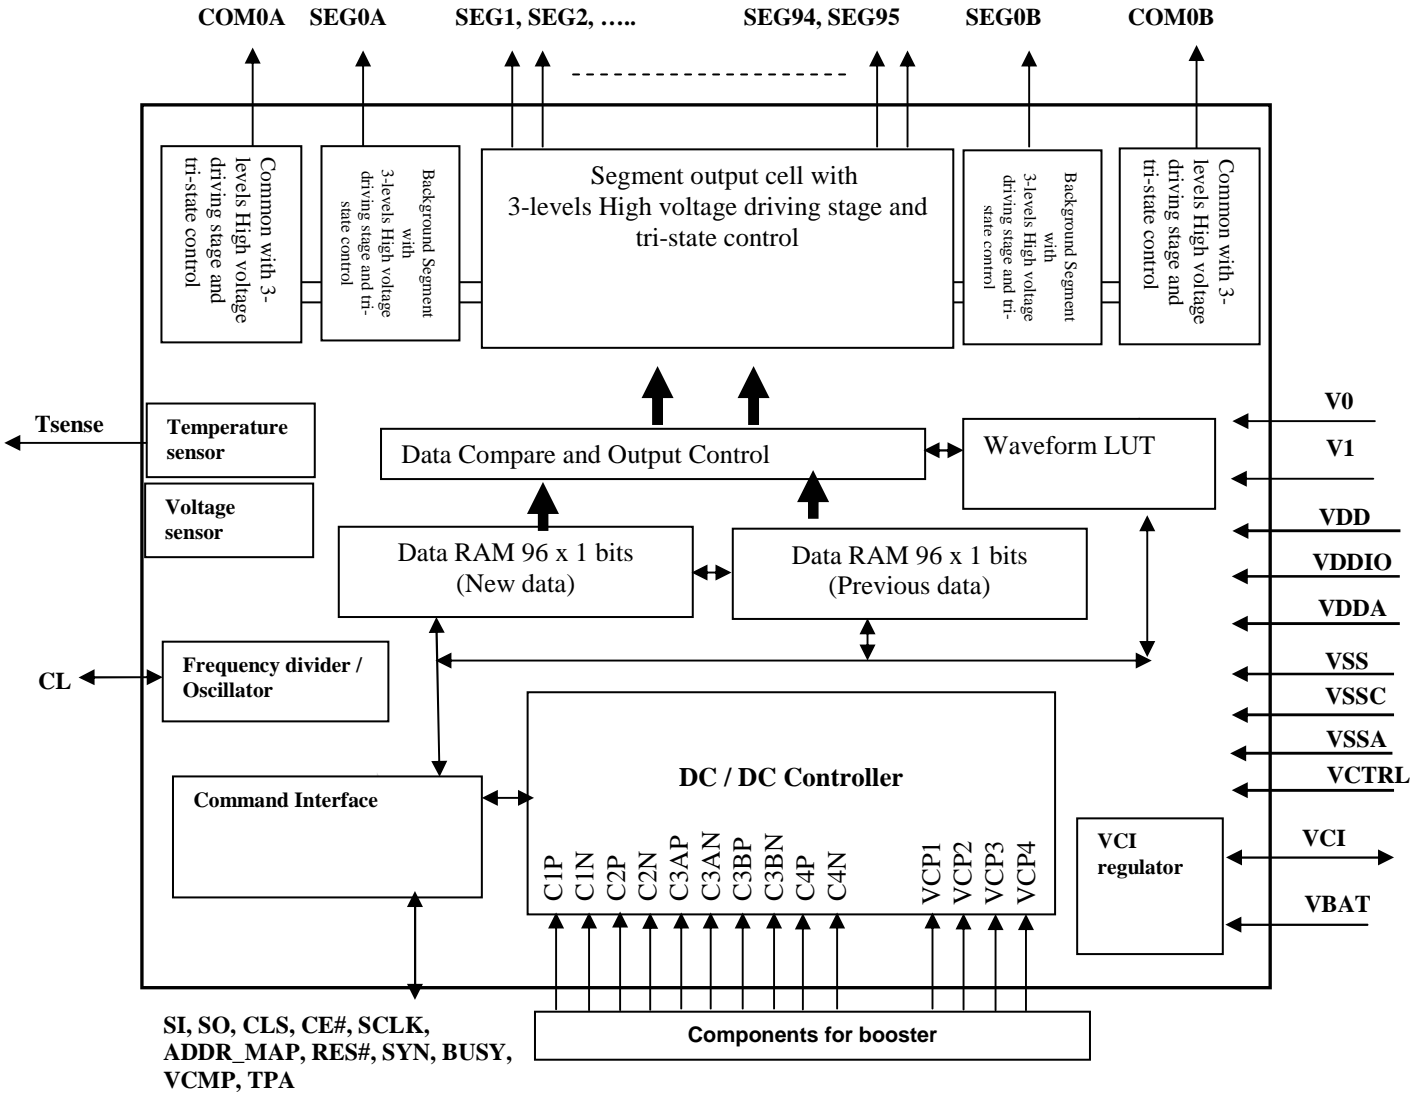 COM0A
SEG0A
SEG1, SEG2, …..
SEG94, SEG95
SEG0B
COM0B
Common with 3-
levels High voltage
driving stage and
tri-state control
Background Segment
with
3-levels High voltage
driving stage and tri-
state control
Segment output cell with
3-levels High voltage driving stage and
tri-state control
Background Segment
with
3-levels High voltage
driving stage and tri-
state control
Common with 3-
levels High voltage
driving stage and
tri-state control
Tsense
Temperature
sensor
Voltage
sensor
Data Compare and Output Control
Waveform LUT
V0
V1
VDD
VDDIO
VDDA
VSS
VSSC
VSSA
VCTRL
Data RAM 96 x 1 bits
(New data)
Data RAM 96 x 1 bits
(Previous data)
CL
Frequency divider /
Oscillator
Command Interface
DC / DC Controller
C1P
C1N
C2P
C2N
C3AP
C3AN
C3BP
C3BN
C4P
C4N
VCP1
VCP2
VCP3
VCP4
VCI
regulator
VCI
VBAT
SI, SO, CLS, CE#, SCLK,
ADDR_MAP, RES#, SYN, BUSY,
VCMP, TPA
Components for booster